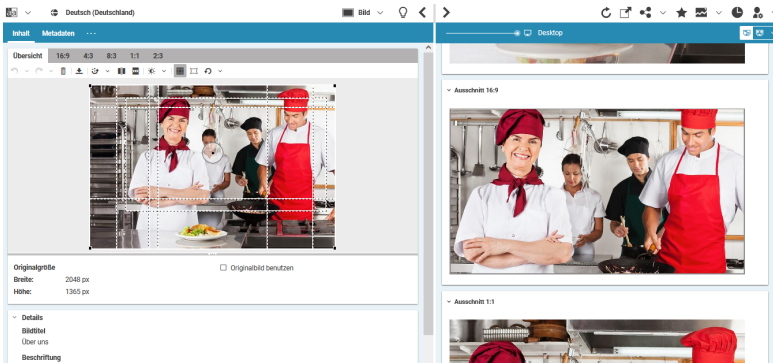 Deutsch (Deutschland)
Bild
Inhalt Metadaten ···
Desktop
Übersicht 16:9 4:3 8:3 1:1 2:3
Ausschnitt 16:9
Originalgröße
Originalbild benutzen
Breite: 2048 px
Höhe: 1365 px
Ausschnitt 1:1
Details
Bildtitel
Über uns
Beschriftung